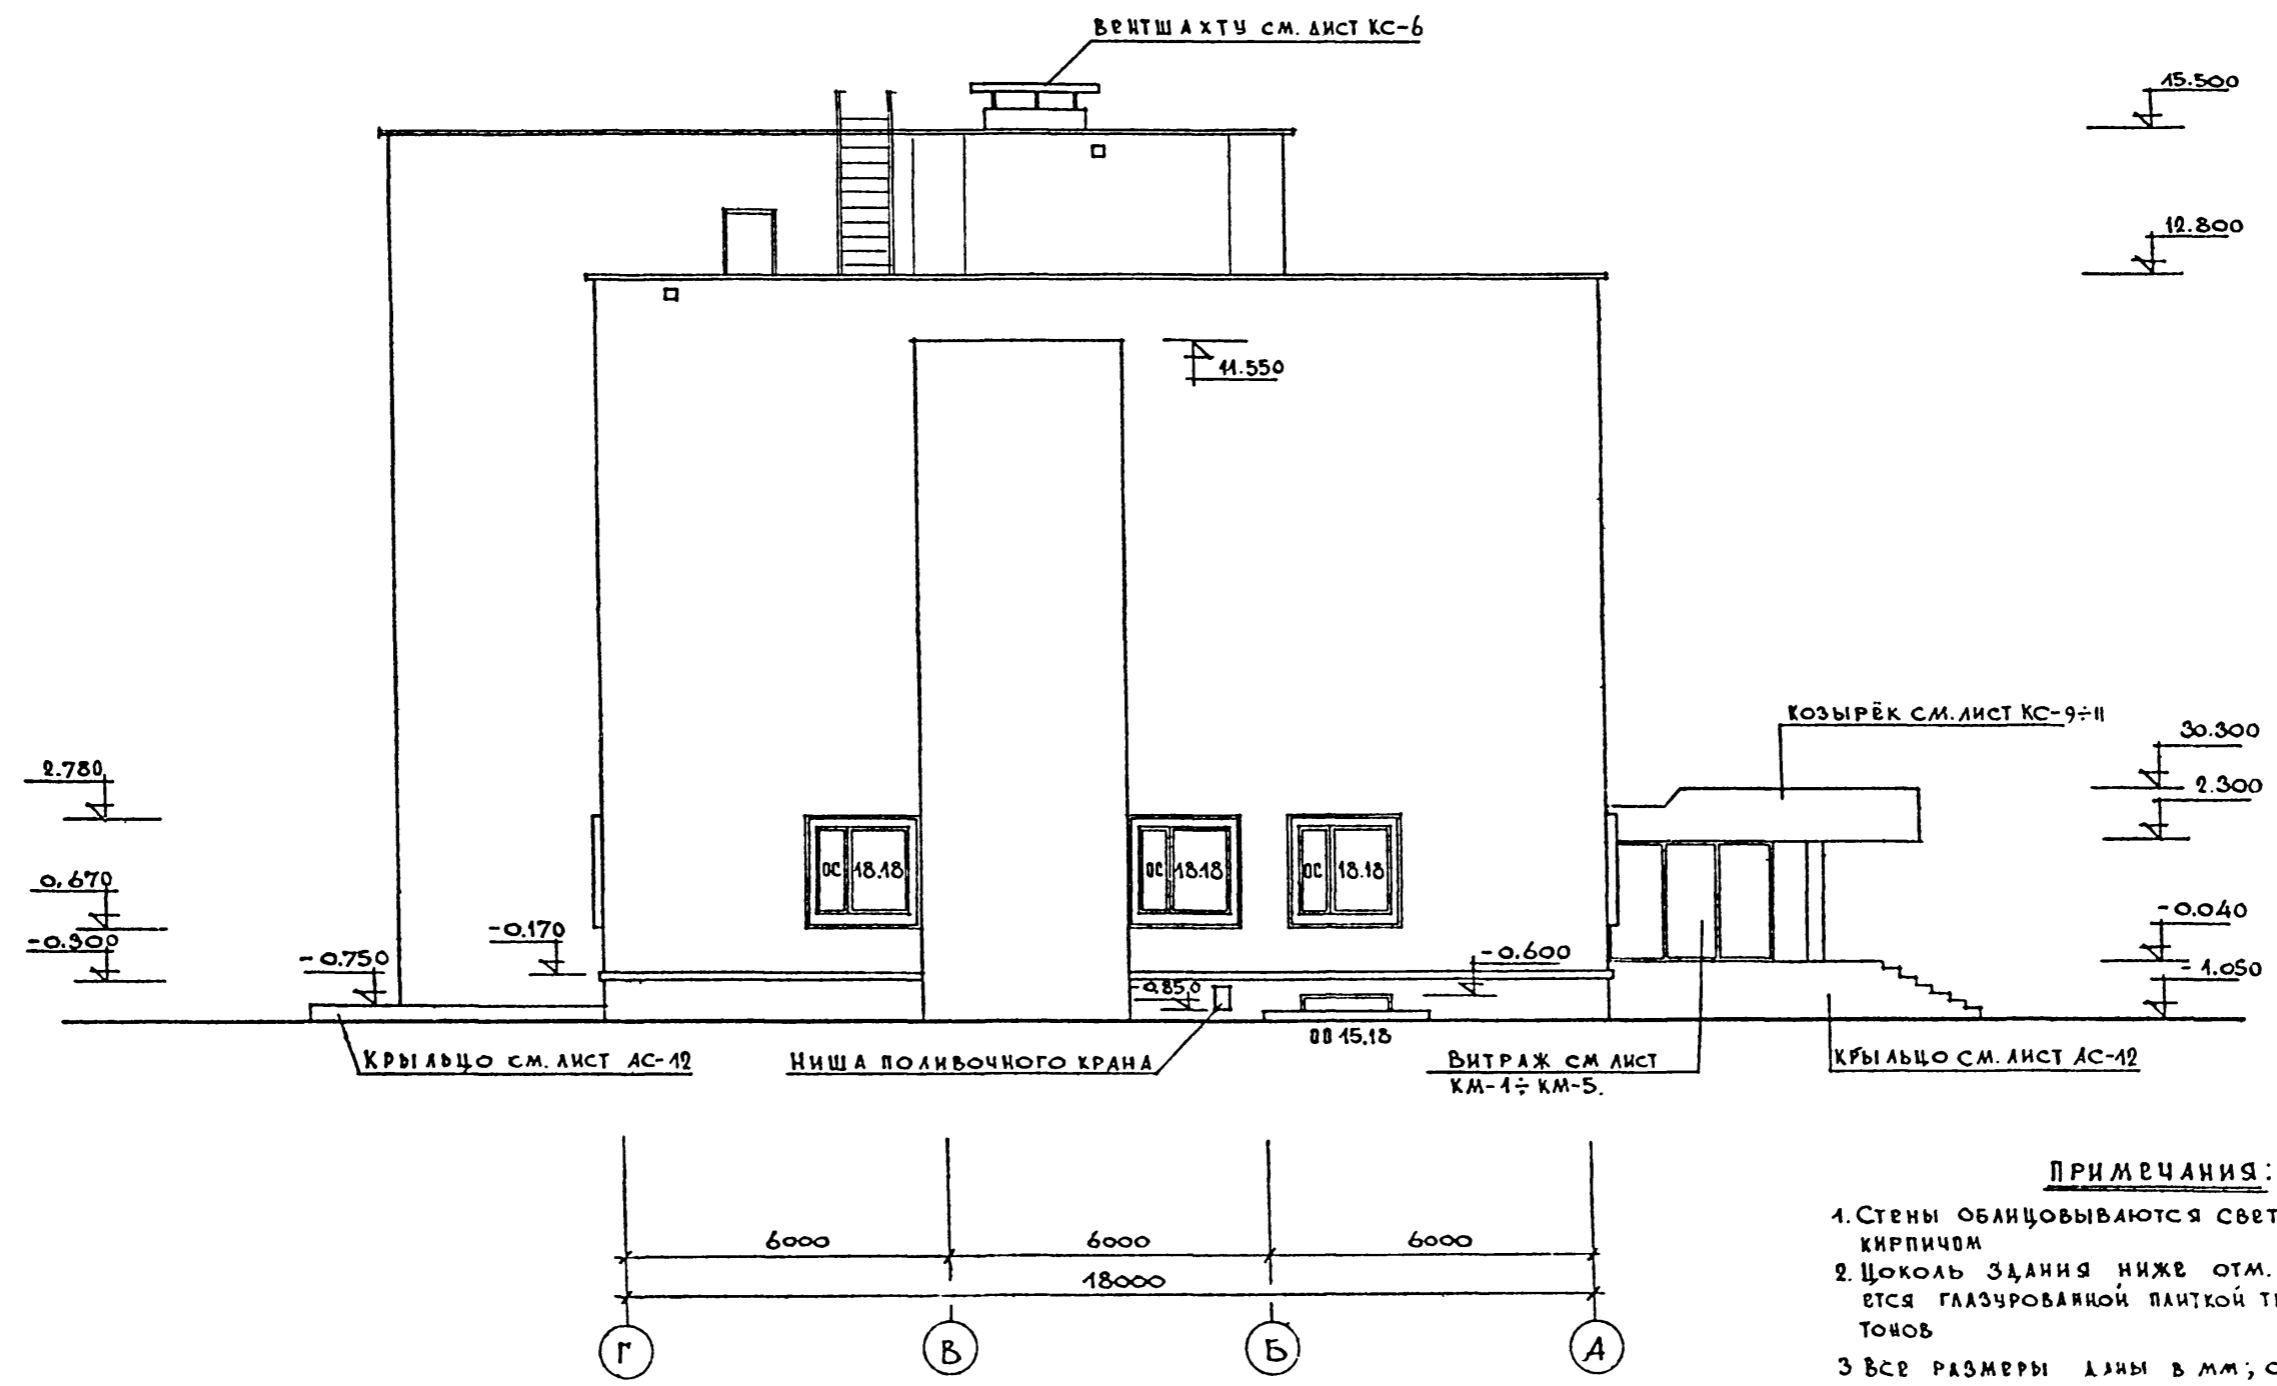 ВЕНТШАХТУ СМ. ЛИСТ КС-6
15.500
12.800
11.550
КОЗЫРЁК СМ. ЛИСТ КС-9÷11
30.300
2.300
2.780
0.670
-0.300
-0.750
-0.170
ОС 18.18
ОС 18.18
ОС 18.18
-0.850
-0.600
-0.040
-1.050
ОО 15.18
КРЫЛЬЦО СМ. ЛИСТ АС-12
НИША ПОЛИВОЧНОГО КРАНА
ВИТРАЖ СМ ЛИСТ
КМ-1÷КМ-5.
КРЫЛЬЦО СМ. ЛИСТ АС-12
6000
6000
6000
18000
Г
В
Б
А
ПРИМЕЧАНИЯ:
1. СТЕНЫ ОБЛИЦОВЫВАЮТСЯ СВЕТ
КИРПИЧОМ
2. ЦОКОЛЬ ЗДАНИЯ НИЖЕ ОТМ.
ЕТСЯ ГЛАЗУРОВАННОЙ ПЛИТКОЙ
ТОНОВ
3 ВСЕ РАЗМЕРЫ ДАНЫ В ММ;